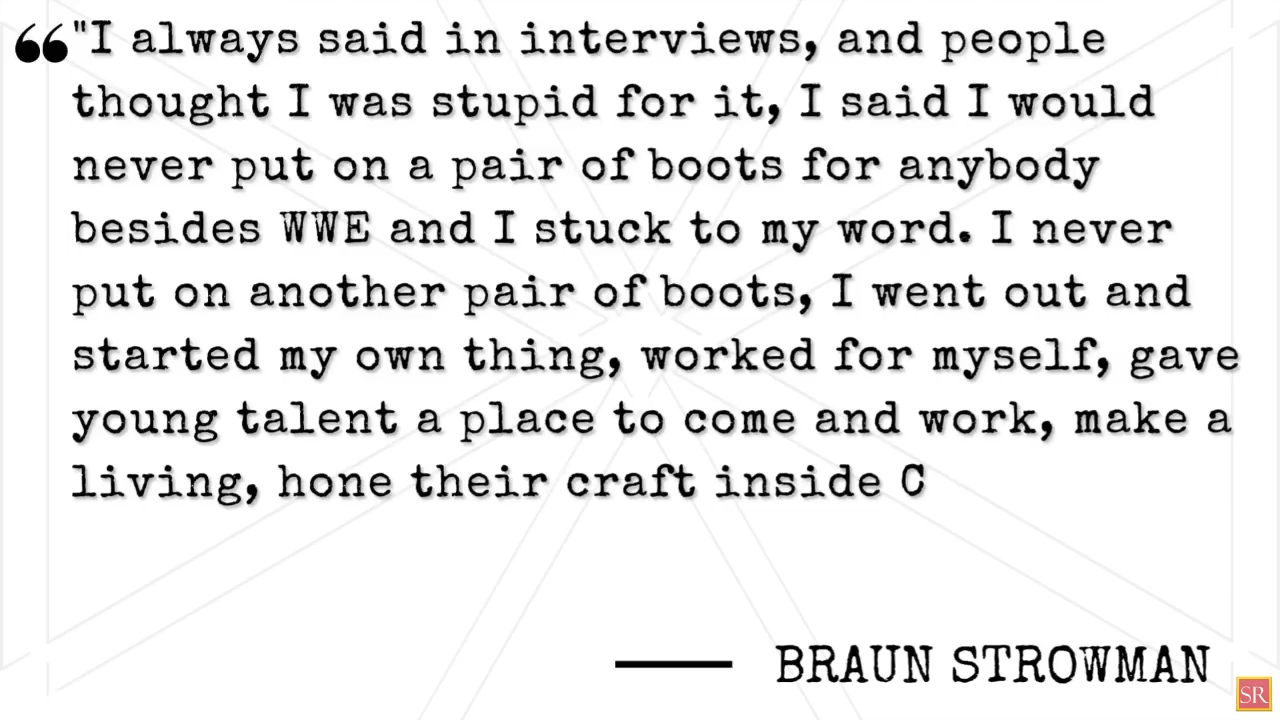 ❝"I always said in interviews, and people
thought I was stupid for it, I said I would
never put on a pair of boots for anybody
besides WWE and I stuck to my word. I never
put on another pair of boots, I went out and
started my own thing, worked for myself, gave
young talent a place to come and work, make a
living, hone their craft inside C
— BRAUN STROWMAN
SR